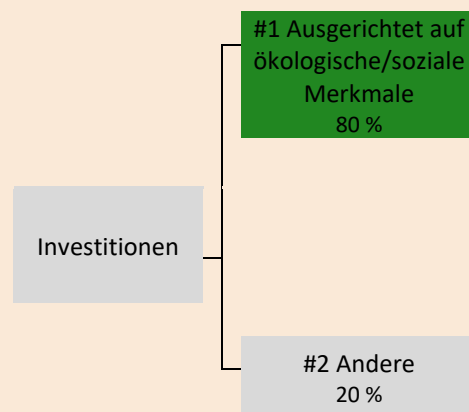 #1 Ausgerichtet auf
ökologische/soziale
Merkmale
80 %
Investitionen
#2 Andere
20 %